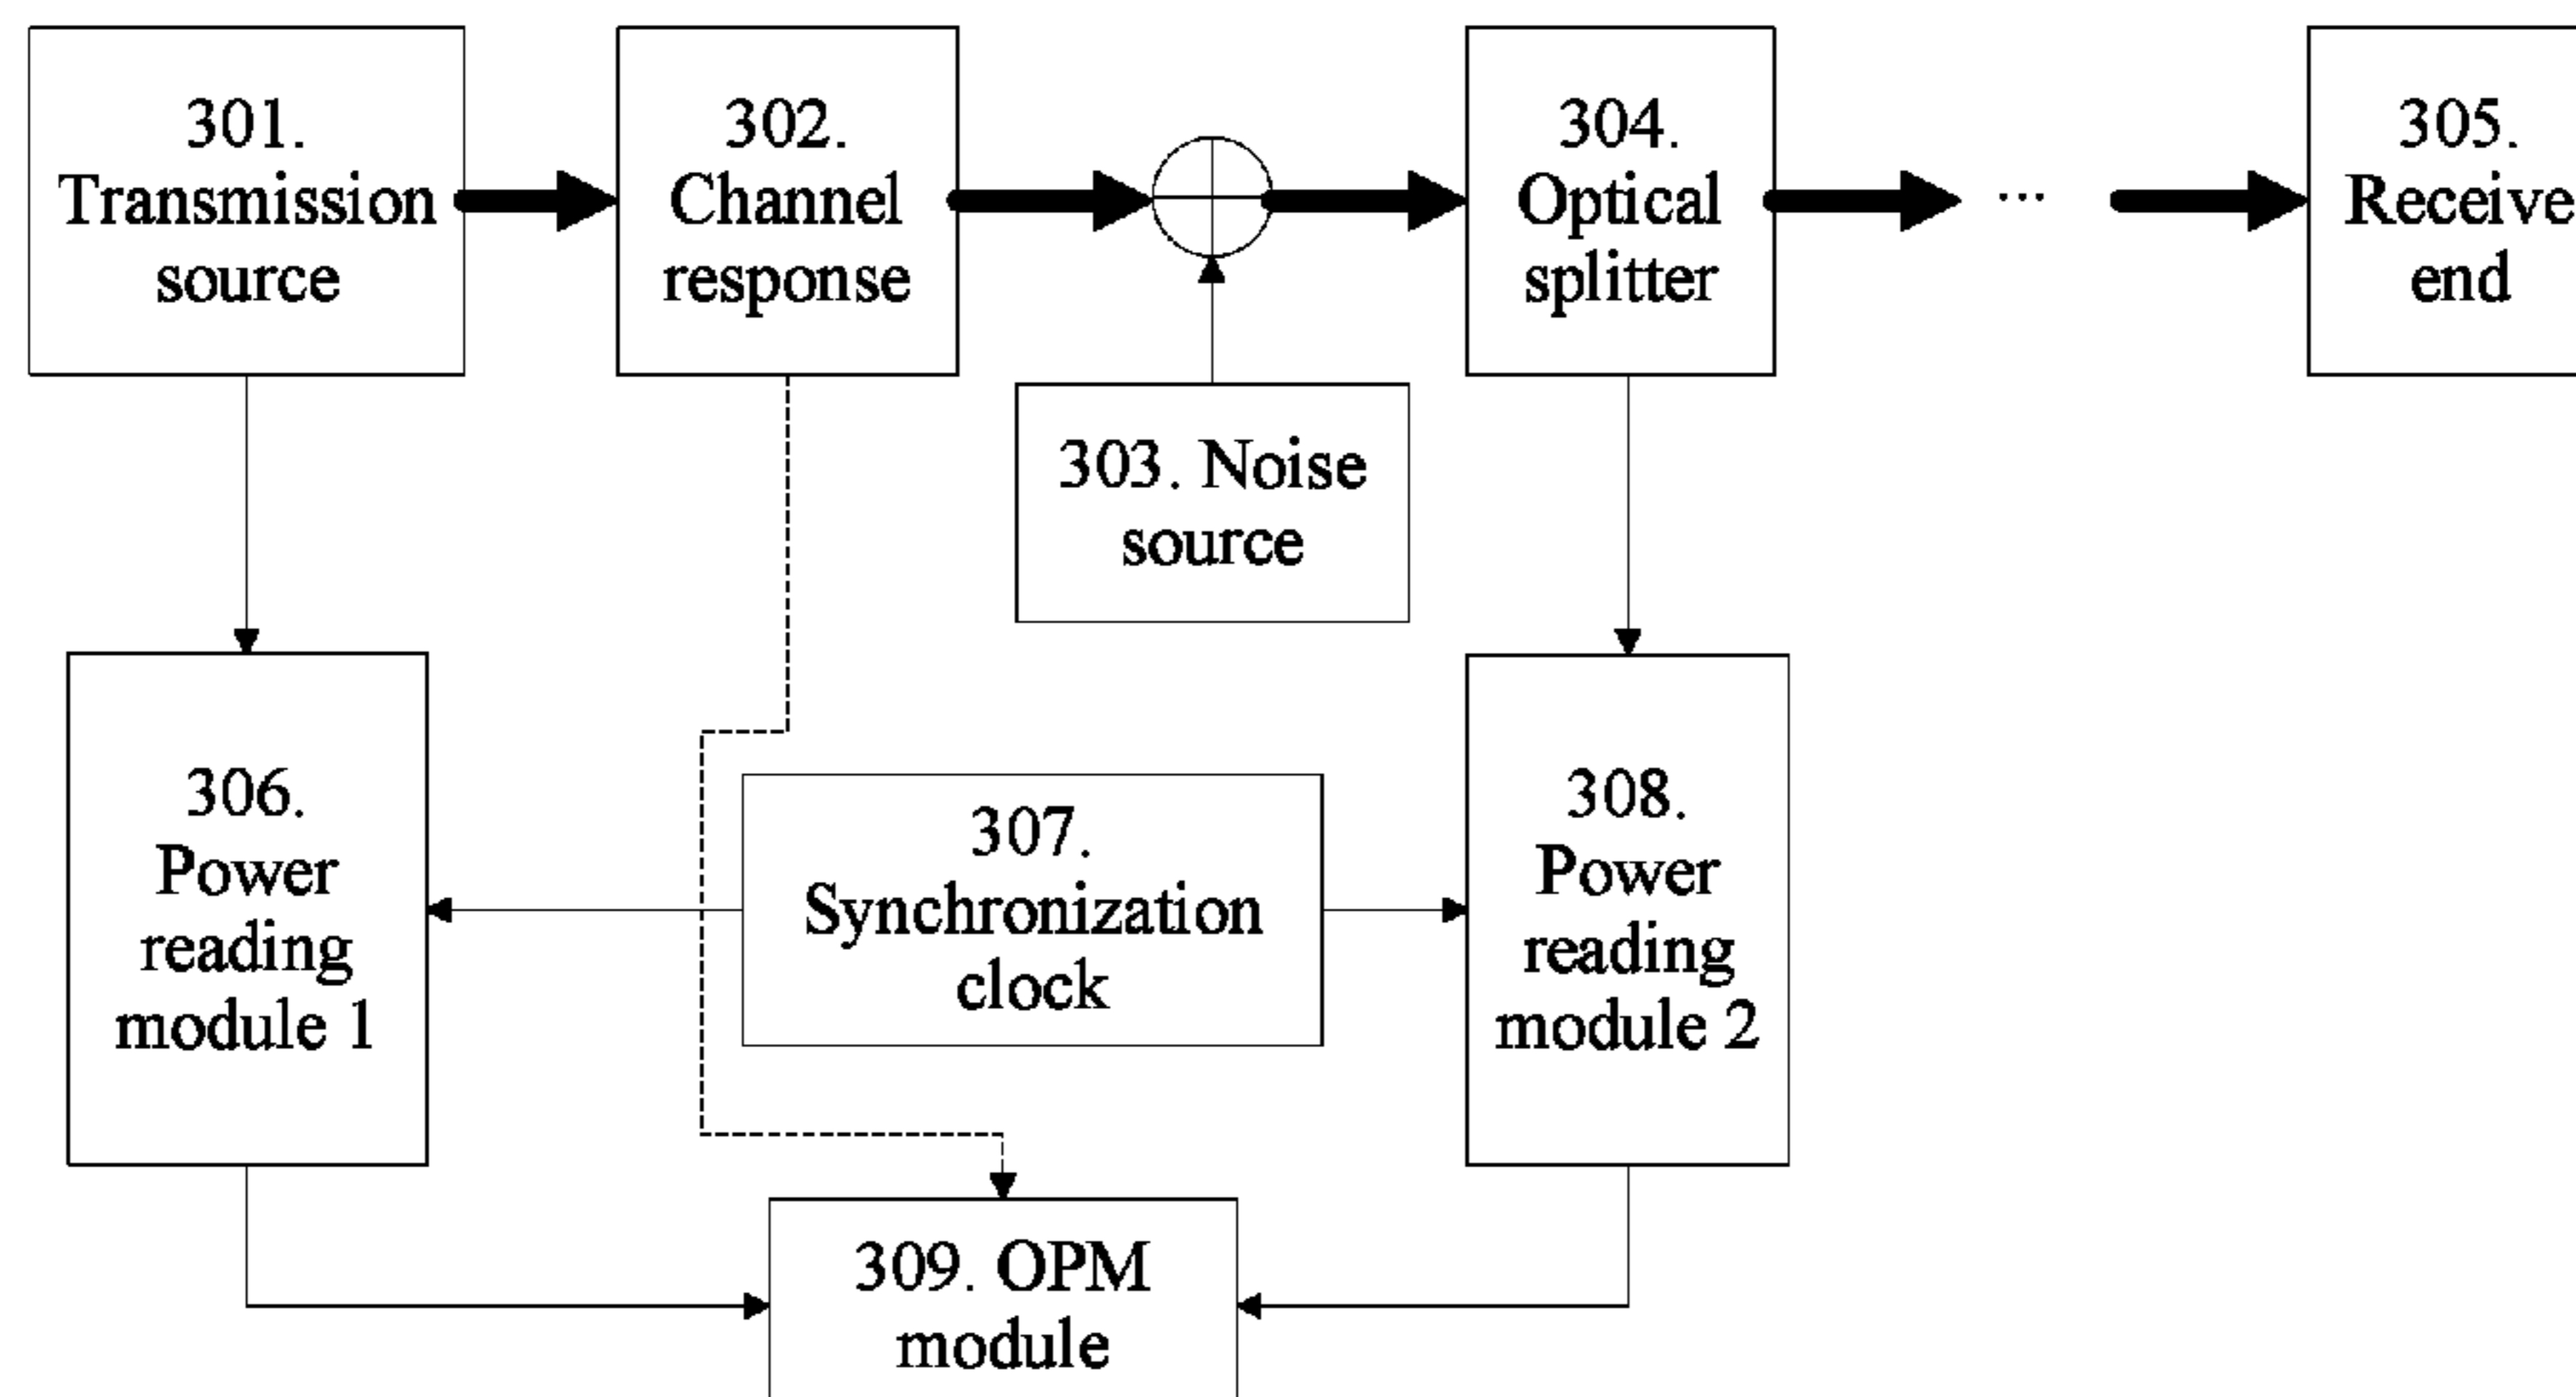 301.
Transmission
source
302.
Channel
response
304.
Optical
splitter
...
305.
Receive
end
303. Noise
source
306.
Power
reading
module 1
307.
Synchronization
clock
308.
Power
reading
module 2
309. OPM
module